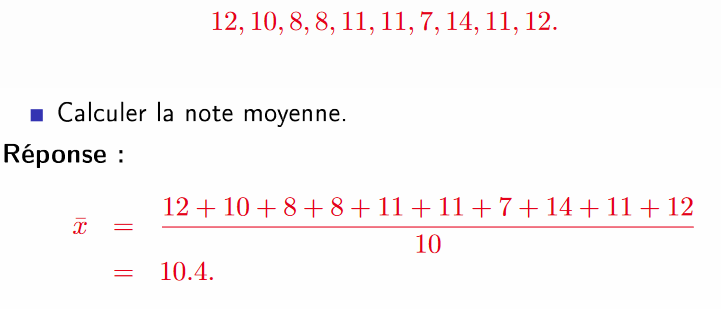 12, 10, 8, 8, 11, 11, 7, 14, 11, 12.
Calculer la note moyenne.
Réponse :
x̄ = \frac{12 + 10 + 8 + 8 + 11 + 11 + 7 + 14 + 11 + 12}{10}
= 10.4.